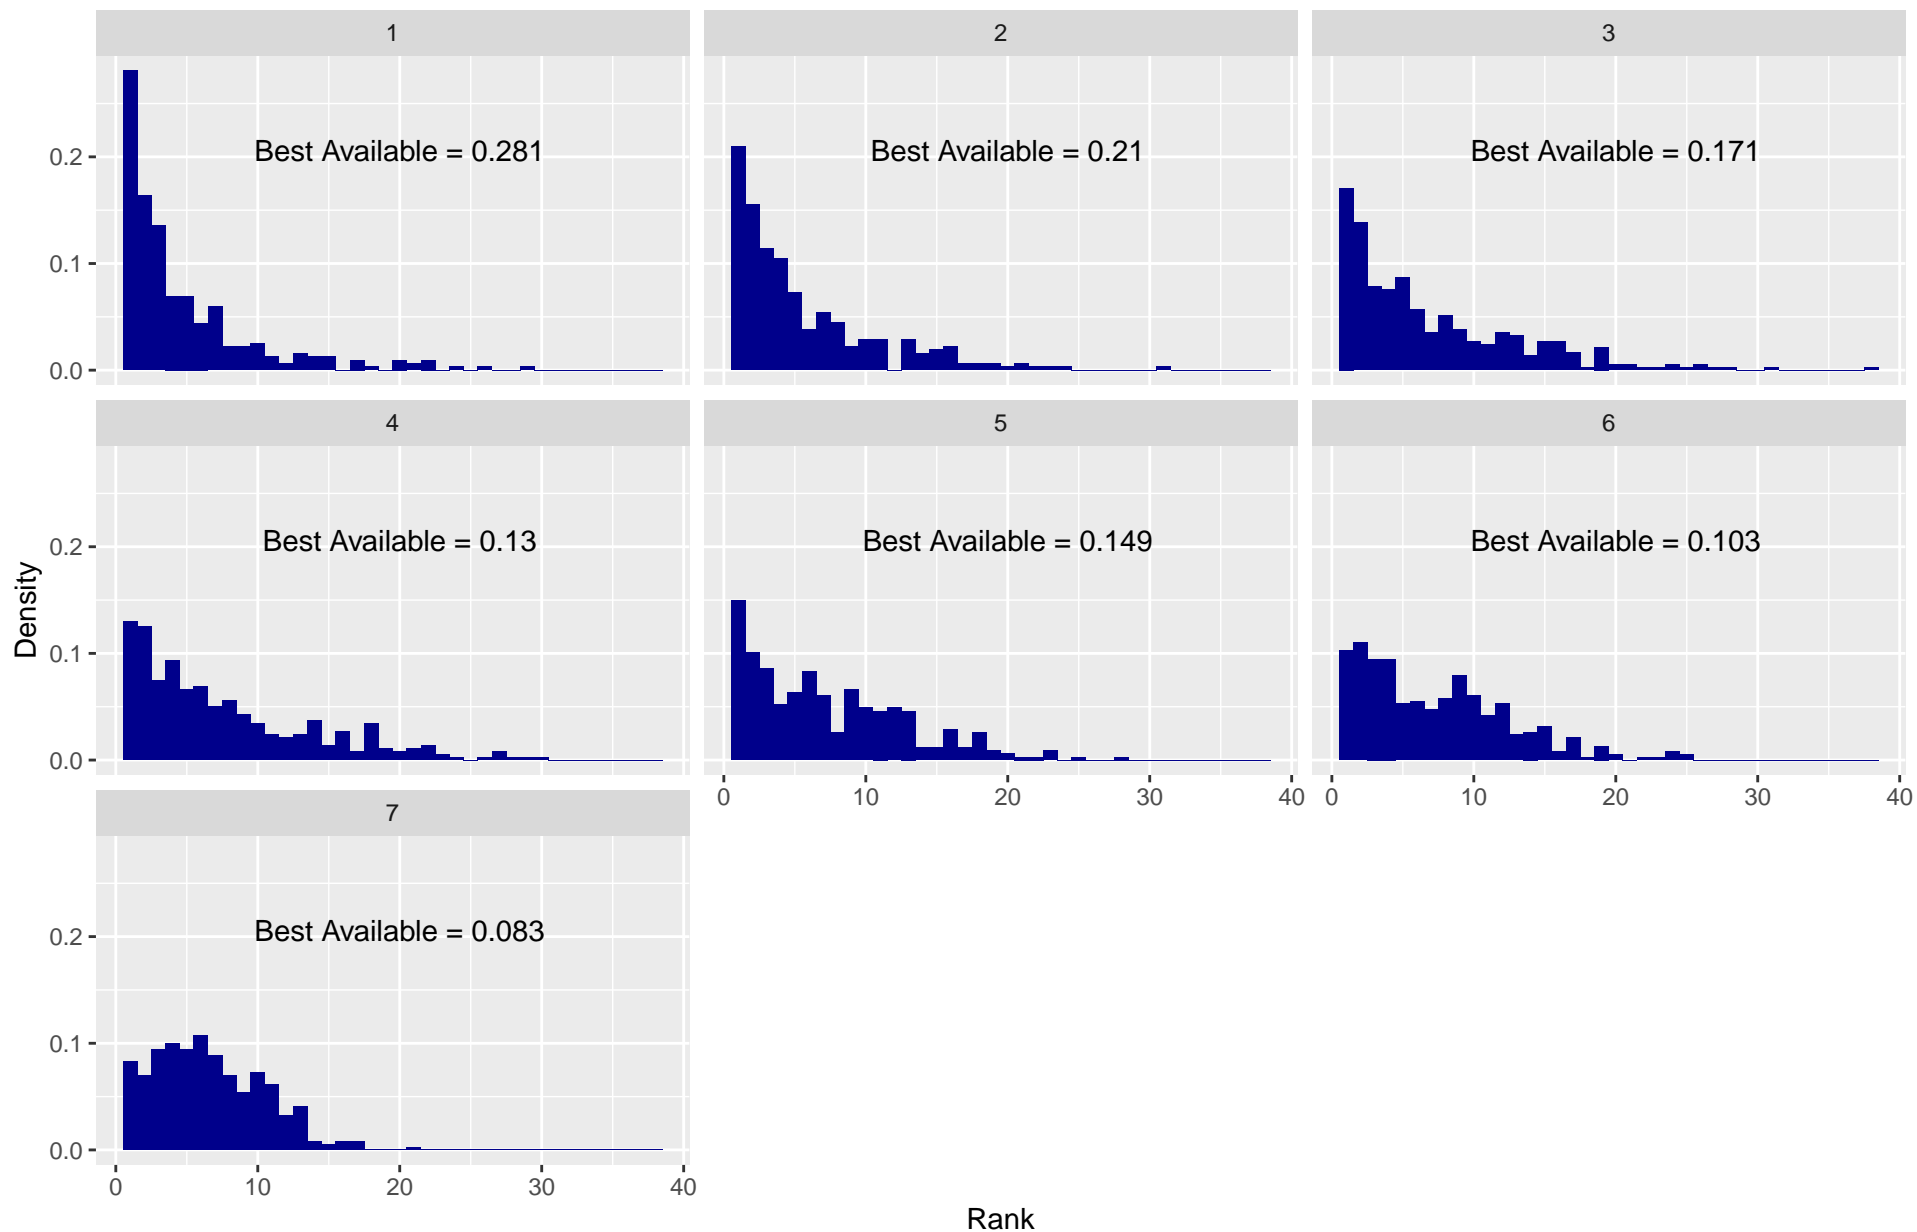 1
2
3
Best Available = 0.281
Best Available = 0.21
Best Available = 0.171
0.2
0.1
0.0
4
5
6
Best Available = 0.13
Best Available = 0.149
Best Available = 0.103
0.2
0.1
0.0
0 10 20 30 40
0 10 20 30 40
7
Best Available = 0.083
0.2
0.1
0.0
0 10 20 30 40
Density
Rank